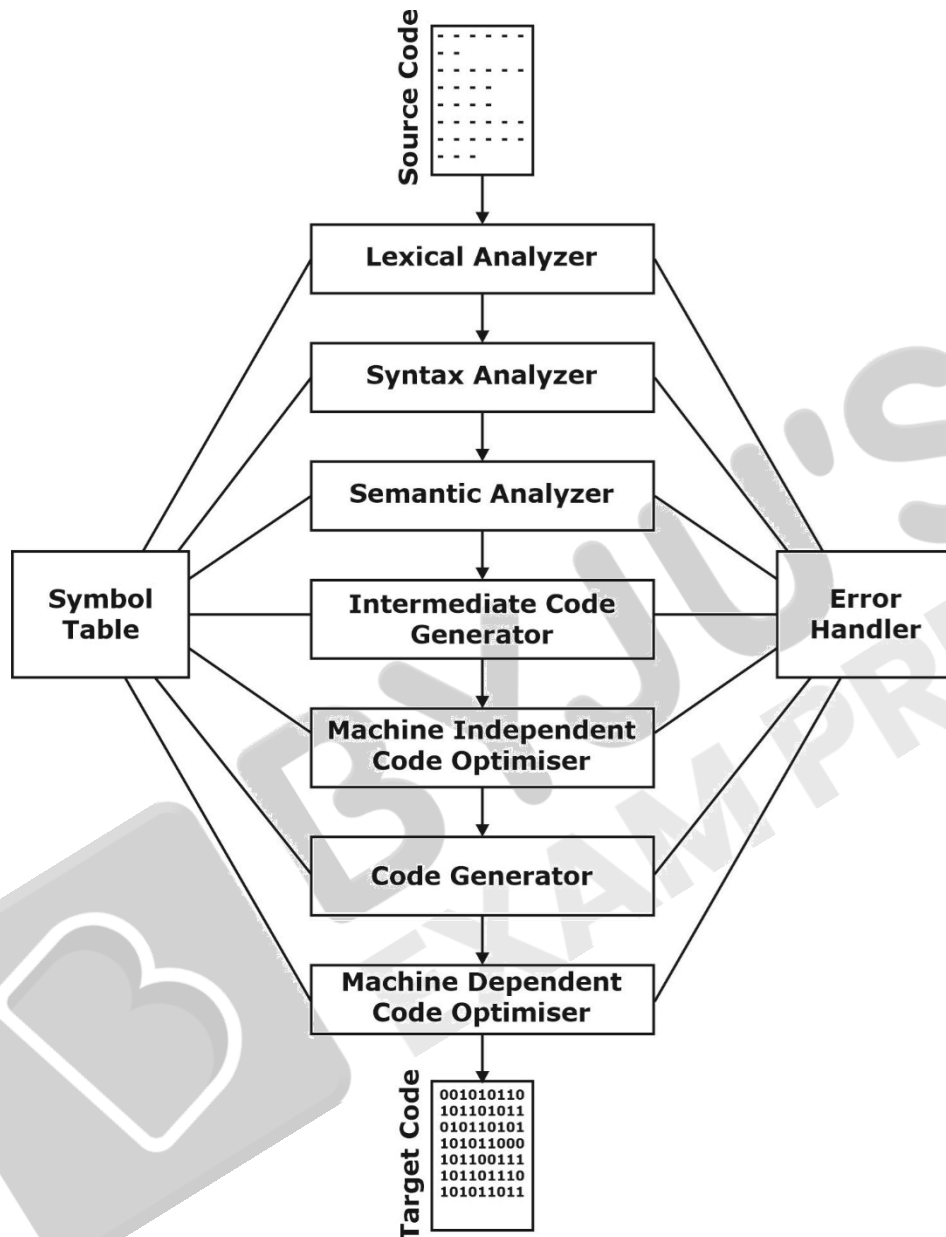 Source Code
Lexical Analyzer
Syntax Analyzer
Semantic Analyzer
Symbol
Table
Intermediate Code
Generator
Error
Handler
Machine Independent
Code Optimiser
Code Generator
Machine Dependent
Code Optimiser
Target Code
001010110
101101011
010110101
101011000
101100111
101101110
101011011
BYJU'S
EXAM PR